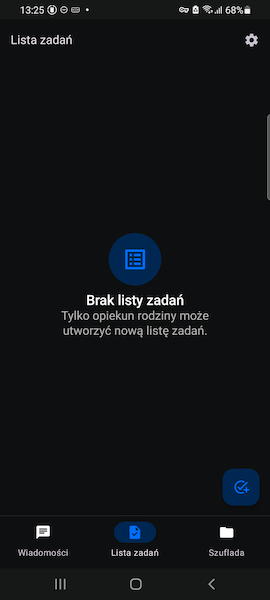 13:25
68%
Lista zadań
Brak listy zadań
Tylko opiekun rodziny może
utworzyć nową listę zadań.
Wiadomości
Lista zadań
Szuflada